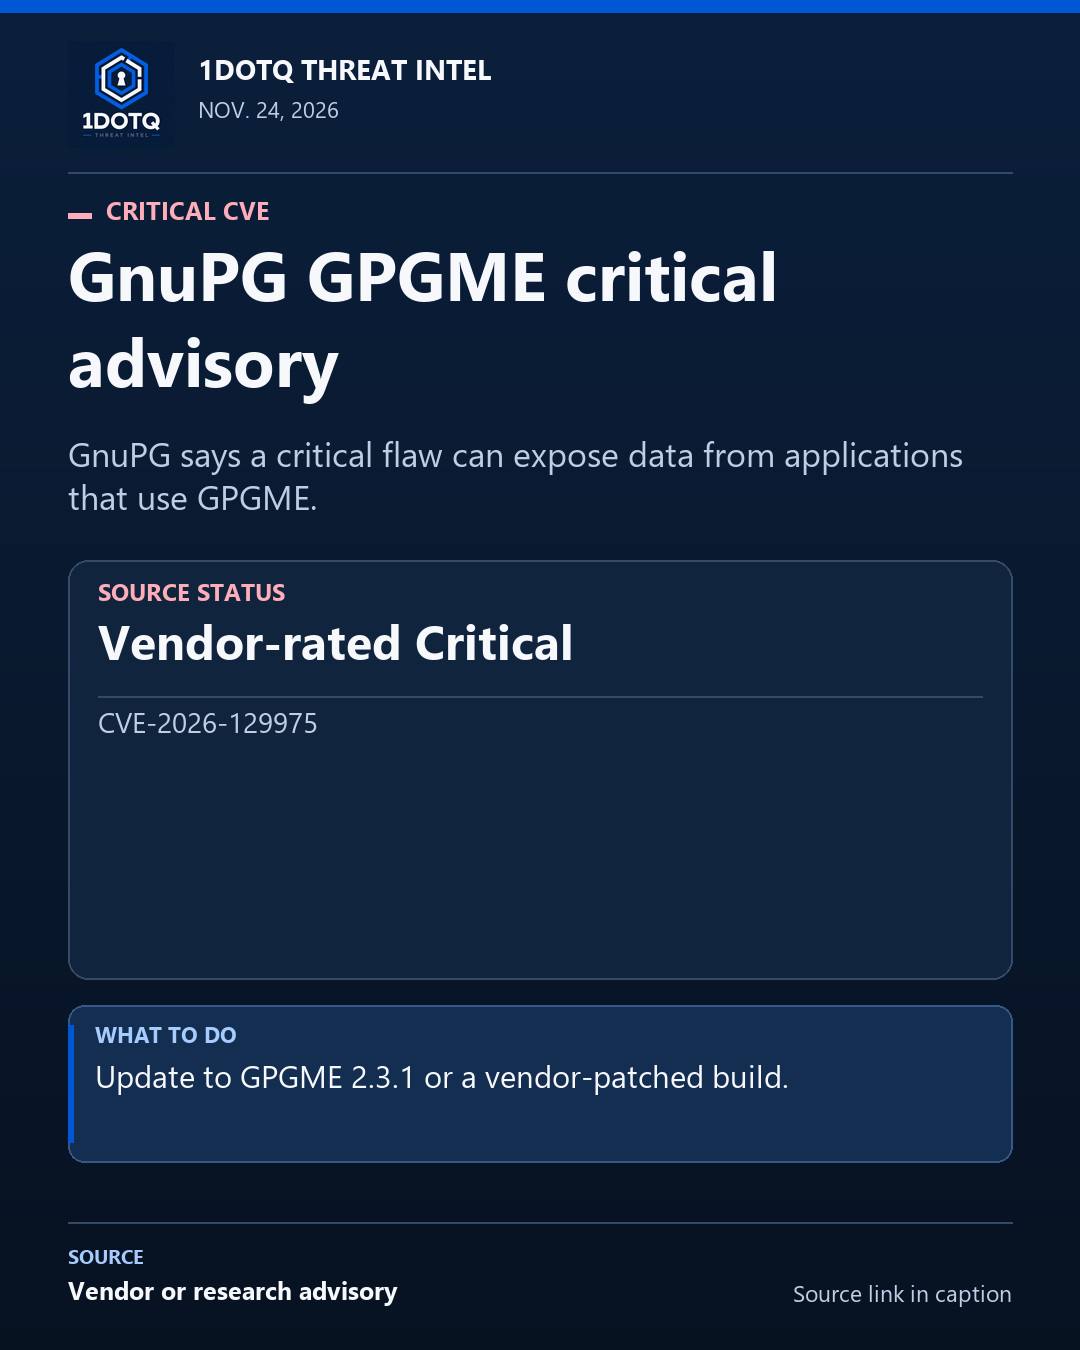 1DOTQ
THREAT INTEL
1DOTQ THREAT INTEL
NOV. 24, 2026
CRITICAL CVE
GnuPG GPGME critical
advisory
GnuPG says a critical flaw can expose data from applications
that use GPGME.
SOURCE STATUS
Vendor-rated Critical
CVE-2026-129975
WHAT TO DO
Update to GPGME 2.3.1 or a vendor-patched build.
SOURCE
Vendor or research advisory
Source link in caption